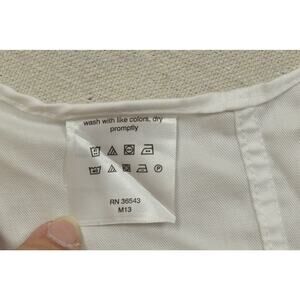 wash with like colors, dry
promptly
RN 36543
M13